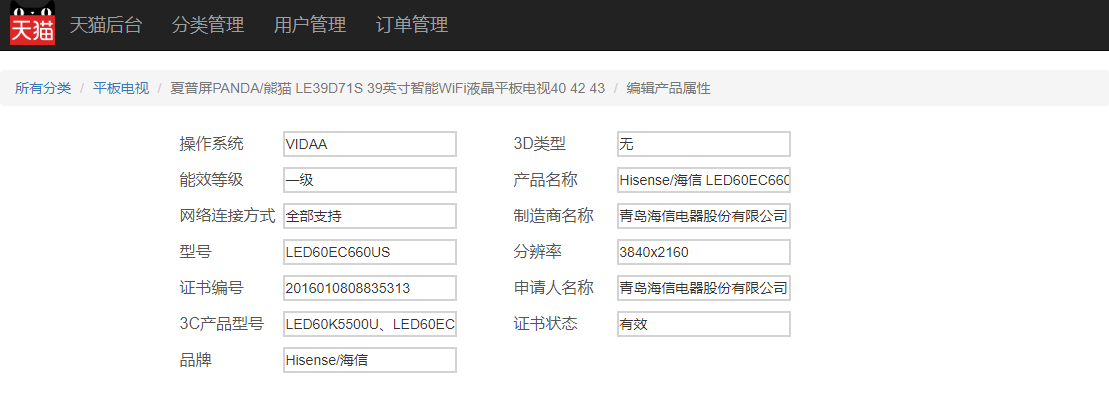 天猫 天猫后台 分类管理 用户管理 订单管理
所有分类 / 平板电视 / 夏普屏PANDA/熊猫 LE39D71S 39英寸智能WiFi液晶平板电视40 42 43 / 编辑产品属性
操作系统 VIDAA 3D类型 无
能效等级 一级 产品名称 Hisense/海信 LED60EC660
网络连接方式 全部支持 制造商名称 青岛海信电器股份有限公司
型号 LED60EC660US 分辨率 3840x2160
证书编号 2016010808835313 申请人名称 青岛海信电器股份有限公司
3C产品型号 LED60K5500U、LED60EC 证书状态 有效
品牌 Hisense/海信